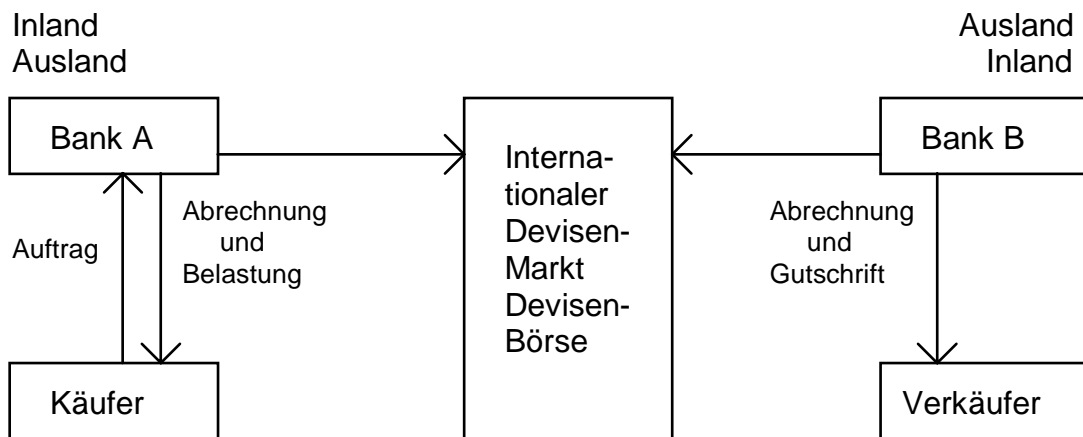 Inland
Ausland
Ausland
Inland
Bank A
Bank B
Interna-
tionaler
Devisen-
Markt
Devisen-
Börse
Auftrag
Abrechnung
und
Belastung
Abrechnung
und
Gutschrift
Käufer
Verkäufer